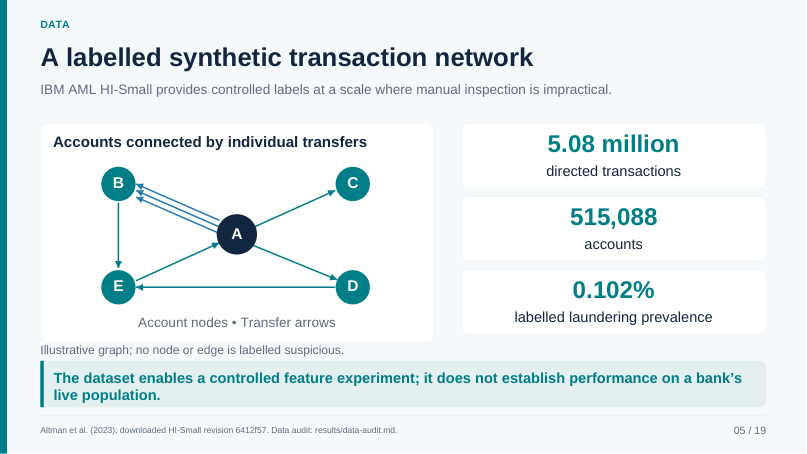 DATA
A labelled synthetic transaction network
IBM AML HI-Small provides controlled labels at a scale where manual inspection is impractical.
Accounts connected by individual transfers
B
C
A
E
D
Account nodes • Transfer arrows
Illustrative graph; no node or edge is labelled suspicious.
5.08 million
directed transactions
515,088
accounts
0.102%
labelled laundering prevalence
The dataset enables a controlled feature experiment; it does not establish performance on a bank’s
live population.
Altman et al. (2023); downloaded HI-Small revision 6412f57. Data audit: results/data-audit.md.
05 / 19